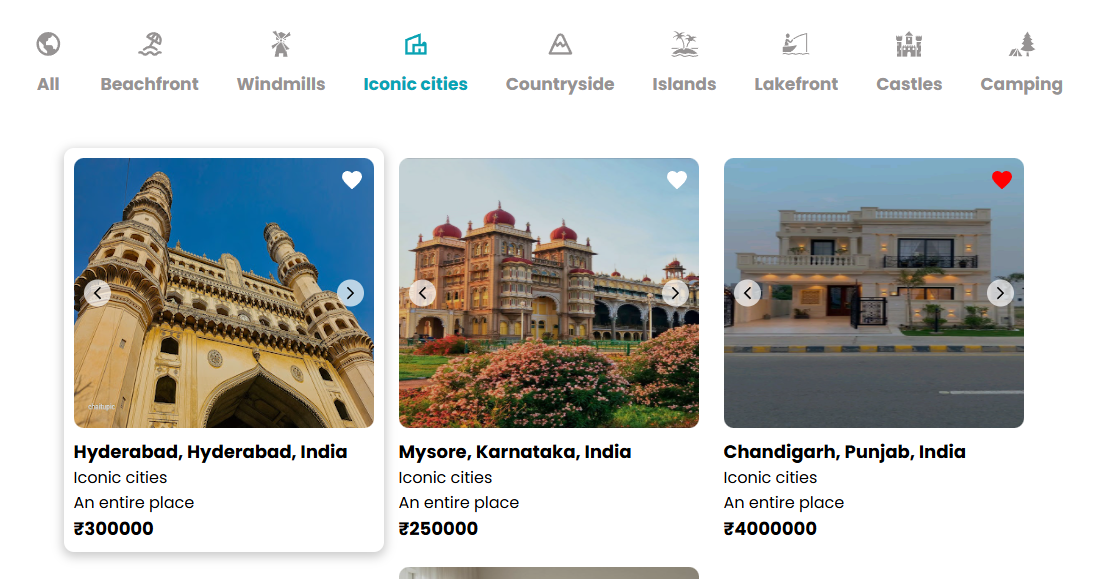 All
Beachfront
Windmills
Iconic cities
Countryside
Islands
Lakefront
Castles
Camping
Hyderabad, Hyderabad, India
Iconic cities
An entire place
₹300000
Mysore, Karnataka, India
Iconic cities
An entire place
₹250000
Chandigarh, Punjab, India
Iconic cities
An entire place
₹4000000